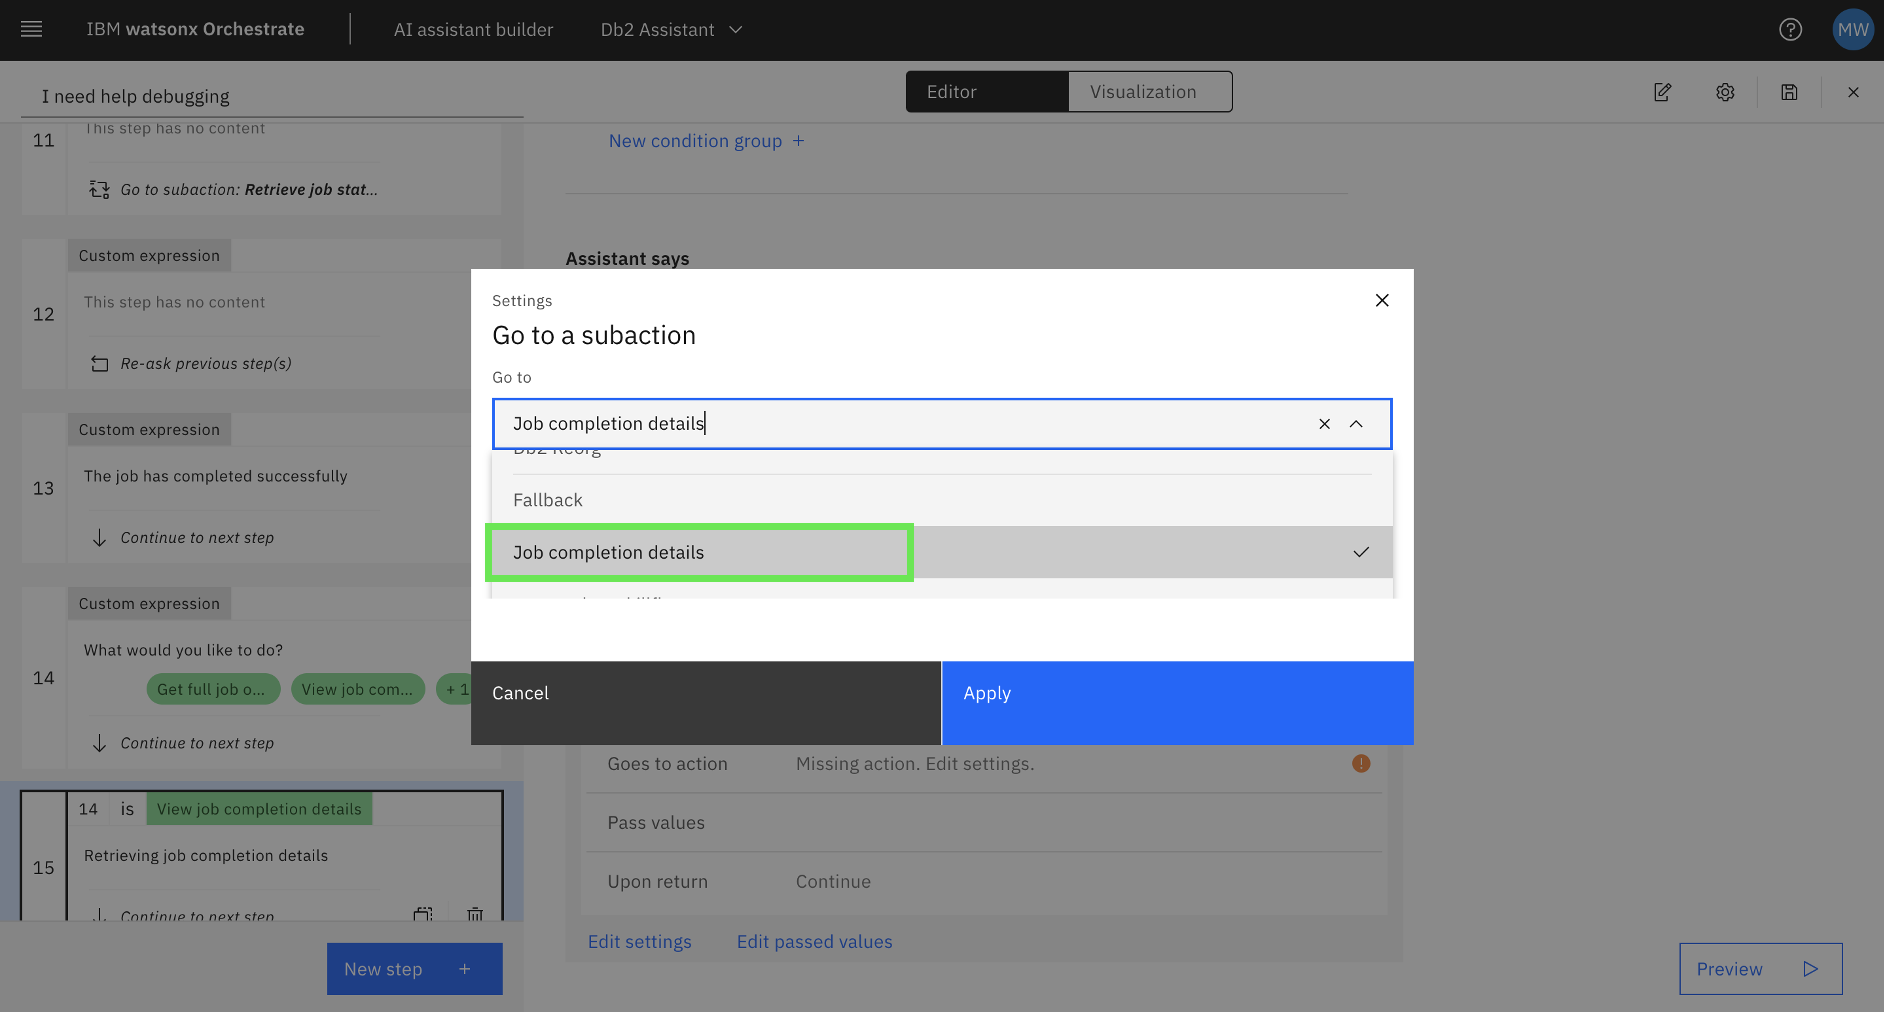 IBM watsonx Orchestrate
AI assistant builder
Db2 Assistant
MW
I need help debugging
Editor
Visualization
11
This step has no content
Go to subaction: Retrieve job stat...
Custom expression
12
This step has no content
Re-ask previous step(s)
Custom expression
13
The job has completed successfully
Continue to next step
Custom expression
14
What would you like to do?
Get full job o...
View job com...
+ 1
Continue to next step
14 is View job completion details
15
Retrieving job completion details
Continue to next step
New step +
New condition group +
Assistant says
Settings
Go to a subaction
Go to
Job completion details
Db2 Reorg
Fallback
Job completion details
Cancel
Apply
Goes to action
Missing action. Edit settings.
Pass values
Upon return
Continue
Edit settings
Edit passed values
Preview